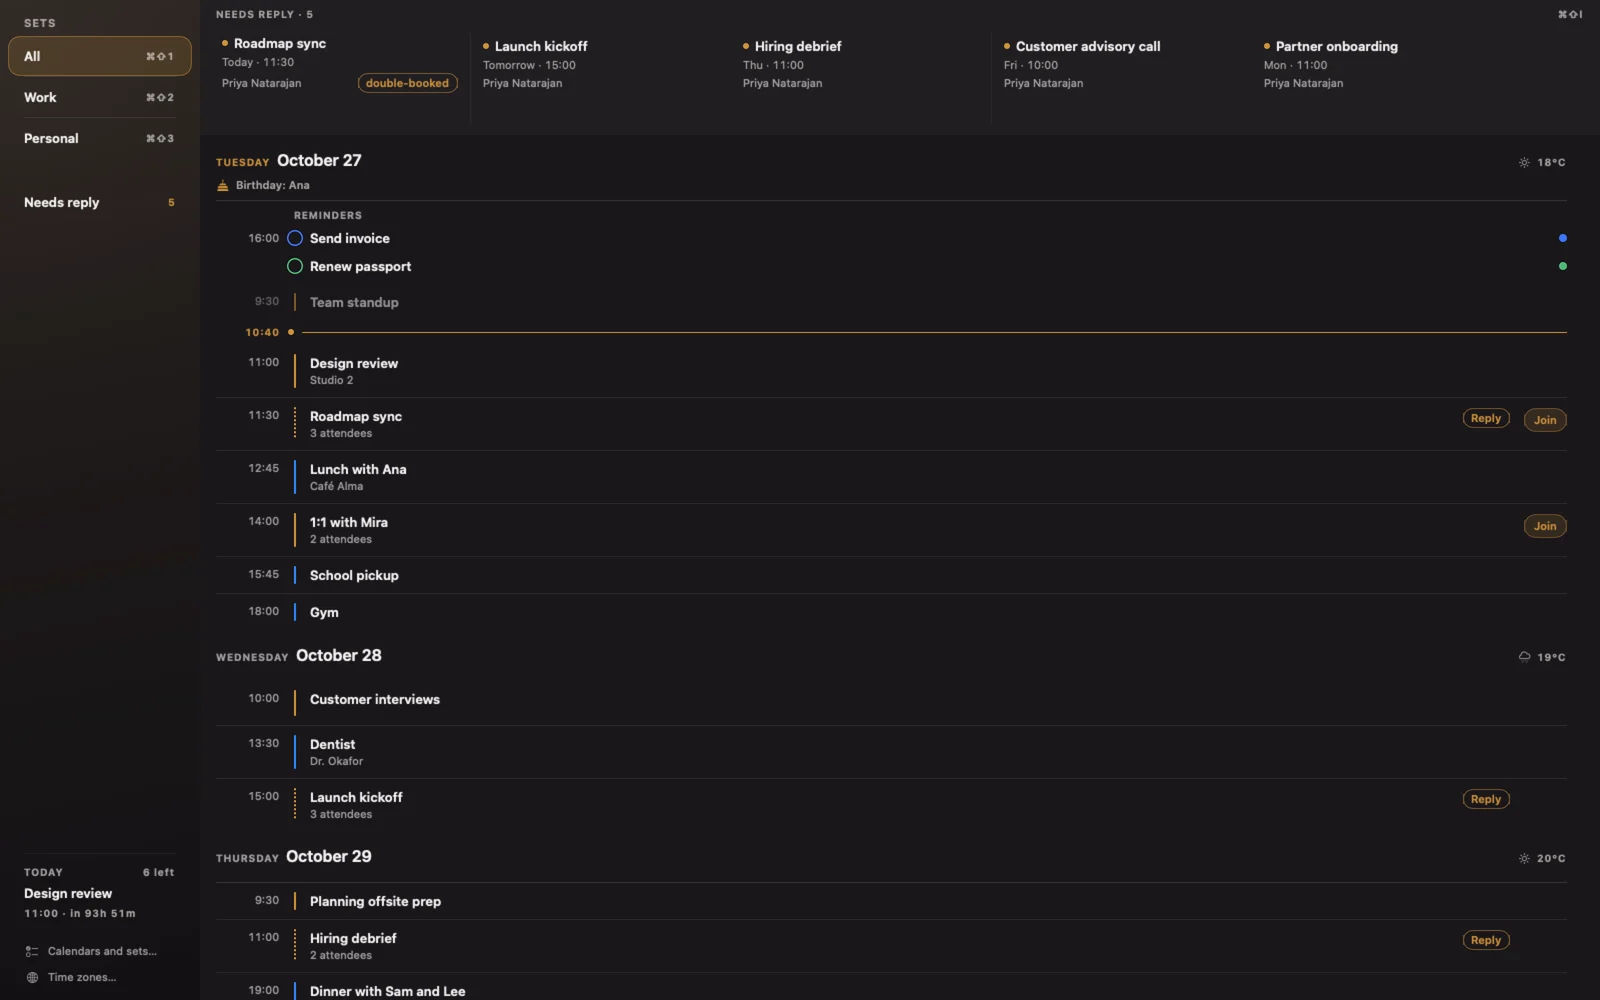 SETS
All ⌘⇧1
Work ⌘⇧2
Personal ⌘⇧3
Needs reply 5
TODAY 6 left
Design review
11:00 · in 93h 51m
Calendars and sets...
Time zones...
NEEDS REPLY · 5 ⌘⇧I
Roadmap sync
Today · 11:30
Priya Natarajan double-booked
Launch kickoff
Tomorrow · 15:00
Priya Natarajan
Hiring debrief
Thu · 11:00
Priya Natarajan
Customer advisory call
Fri · 10:00
Priya Natarajan
Partner onboarding
Mon · 11:00
Priya Natarajan
TUESDAY October 27 18°C
Birthday: Ana
REMINDERS
16:00 Send invoice
Renew passport
9:30 Team standup
10:40
11:00 Design review
Studio 2
11:30 Roadmap sync Reply Join
3 attendees
12:45 Lunch with Ana
Café Alma
14:00 1:1 with Mira Join
2 attendees
15:45 School pickup
18:00 Gym
WEDNESDAY October 28 19°C
10:00 Customer interviews
13:30 Dentist
Dr. Okafor
15:00 Launch kickoff Reply
3 attendees
THURSDAY October 29 20°C
9:30 Planning offsite prep
11:00 Hiring debrief Reply
2 attendees
19:00 Dinner with Sam and Lee